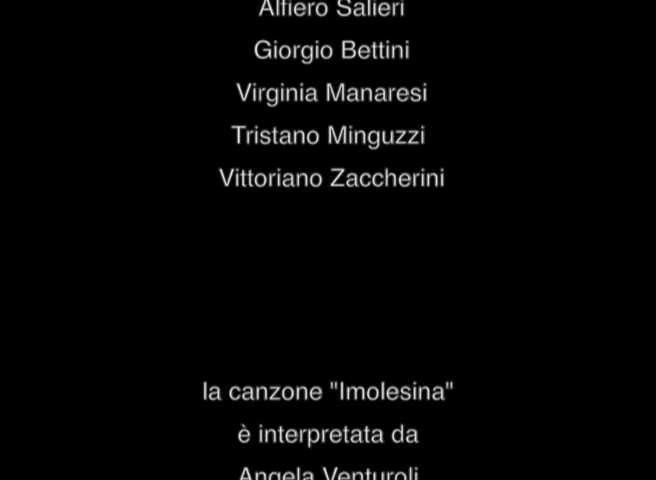 Alfiero Salieri
Giorgio Bettini
Virginia Manaresi
Tristano Minguzzi
Vittoriano Zaccherini
la canzone "Imolesina"
è interpretata da
Angela Venturoli